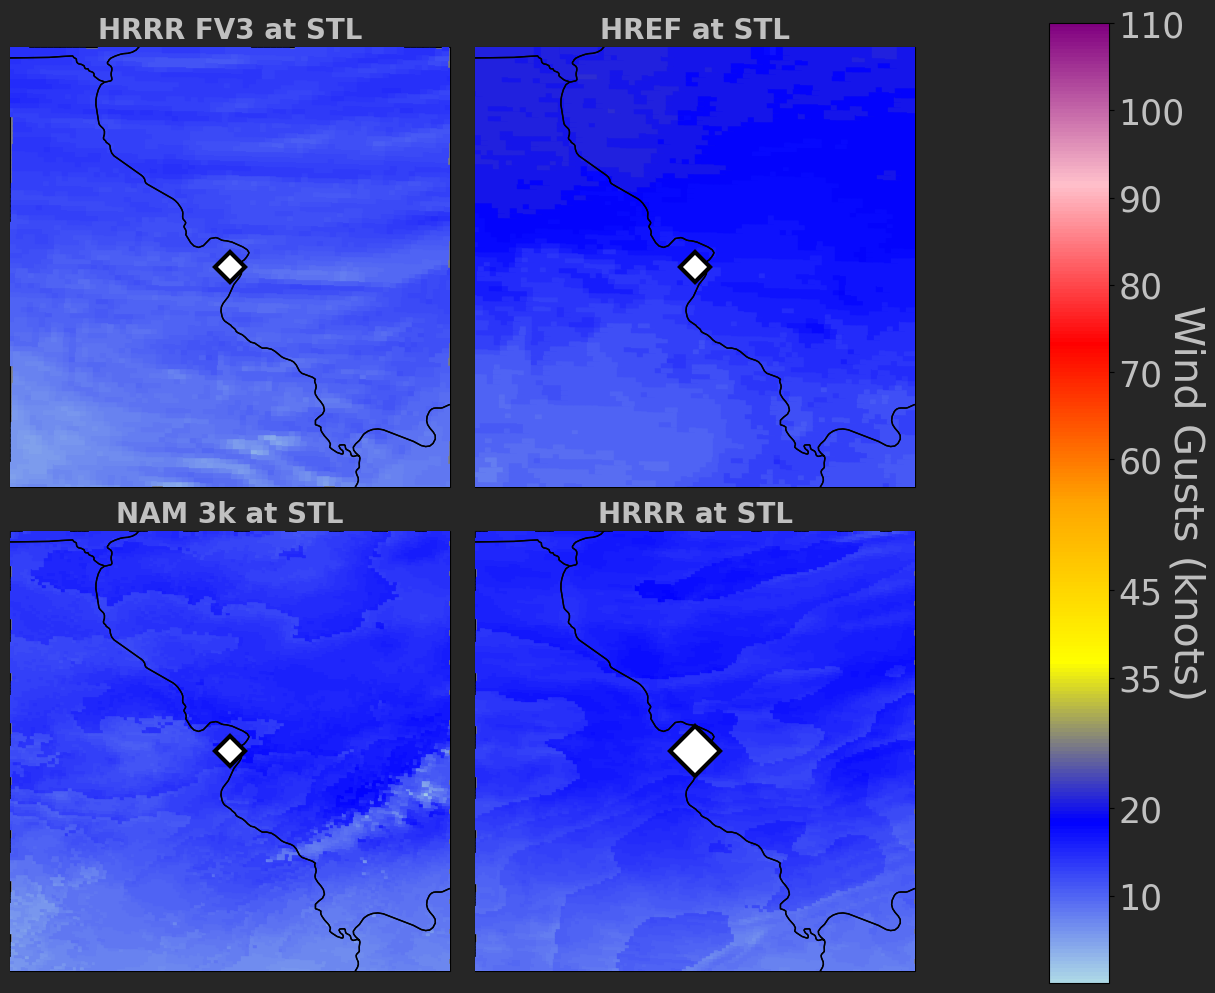 HRRR FV3 at STL
HREF at STL
NAM 3k at STL
HRRR at STL
110
100
90
80
70
60
45
35
20
10
Wind Gusts (knots)